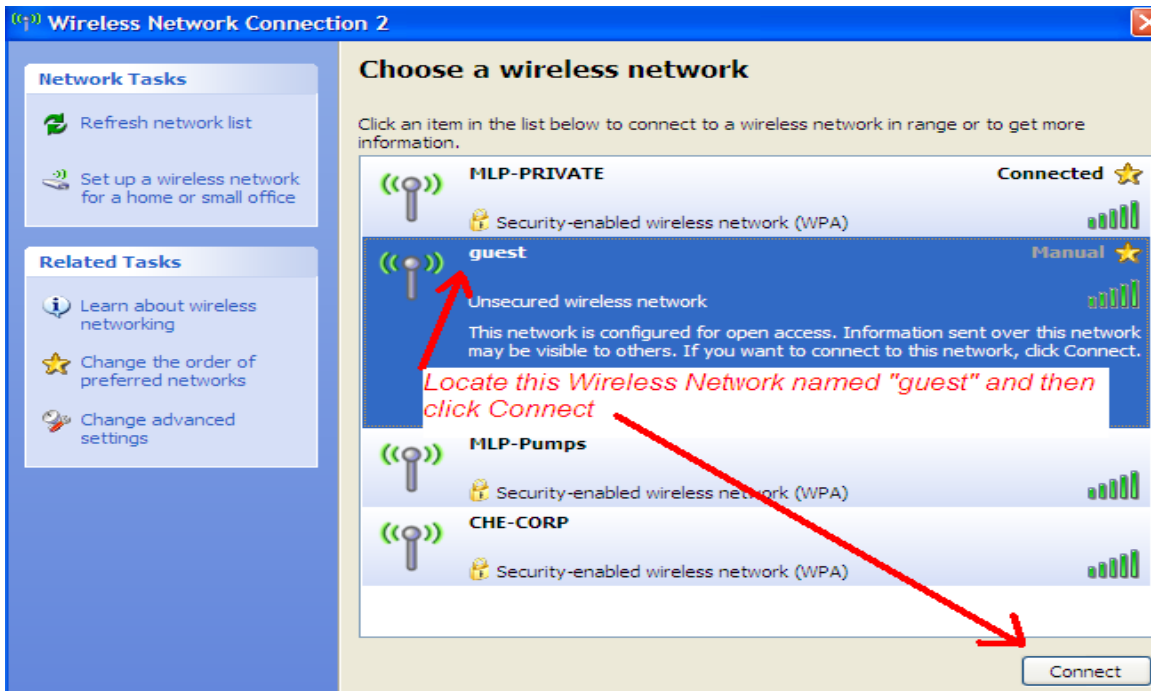 Wireless Network Connection 2
Network Tasks
Refresh network list
Set up a wireless network
for a home or small office
Related Tasks
Learn about wireless
networking
Change the order of
preferred networks
Change advanced
settings
Choose a wireless network
Click an item in the list below to connect to a wireless network in range or to get more
information.
MLP-PRIVATE
Connected
Security-enabled wireless network (WPA)
guest
Manual
Unsecured wireless network
This network is configured for open access. Information sent over this network
may be visible to others. If you want to connect to this network, click Connect.
Locate this Wireless Network named "guest" and then
click Connect
MLP-Pumps
Security-enabled wireless network (WPA)
CHE-CORP
Security-enabled wireless network (WPA)
Connect